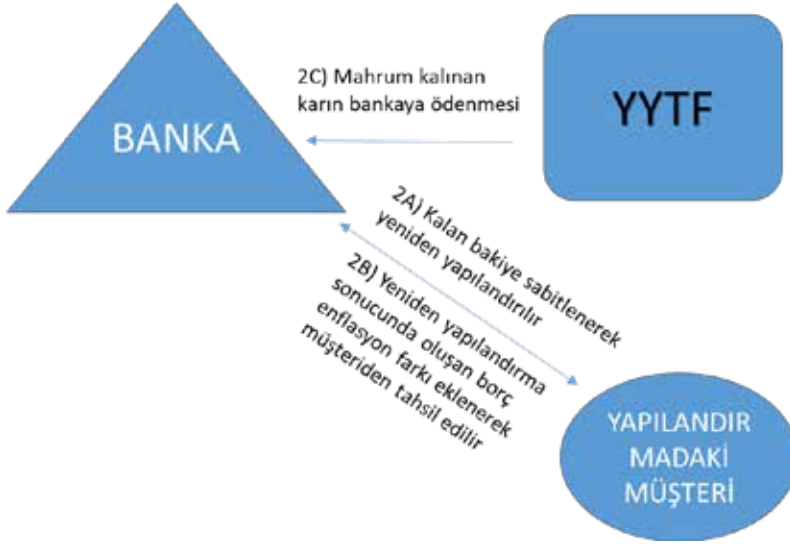 2C) Mahrum kalınan
karın bankaya ödenmesi
BANKA
YYTF
2A) Kalan bakiye sabitlenerek
yeniden yapılandırılır
2B) Yeniden yapılandırma
sonucunda oluşan borç
enflasyon farkı eklenerek
müşteriden tahsil edilir
YAPILANDIR
MADAKİ
MÜŞTERİ